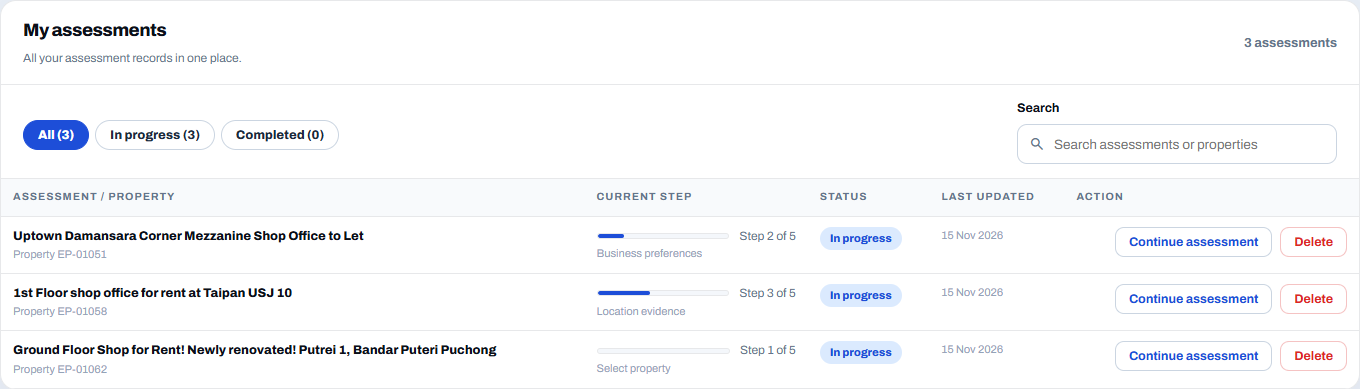 My assessments
All your assessment records in one place.
3 assessments
Search
All (3)
In progress (3)
Completed (0)
Search assessments or properties
ASSESSMENT / PROPERTY CURRENT STEP STATUS LAST UPDATED ACTION
Uptown Damansara Corner Mezzanine Shop Office to Let
Property EP-01051
Step 2 of 5
Business preferences
In progress
15 Nov 2026
Continue assessment
Delete
1st Floor shop office for rent at Taipan USJ 10
Property EP-01058
Step 3 of 5
Location evidence
In progress
15 Nov 2026
Continue assessment
Delete
Ground Floor Shop for Rent! Newly renovated! Putrei 1, Bandar Puteri Puchong
Property EP-01062
Step 1 of 5
Select property
In progress
15 Nov 2026
Continue assessment
Delete